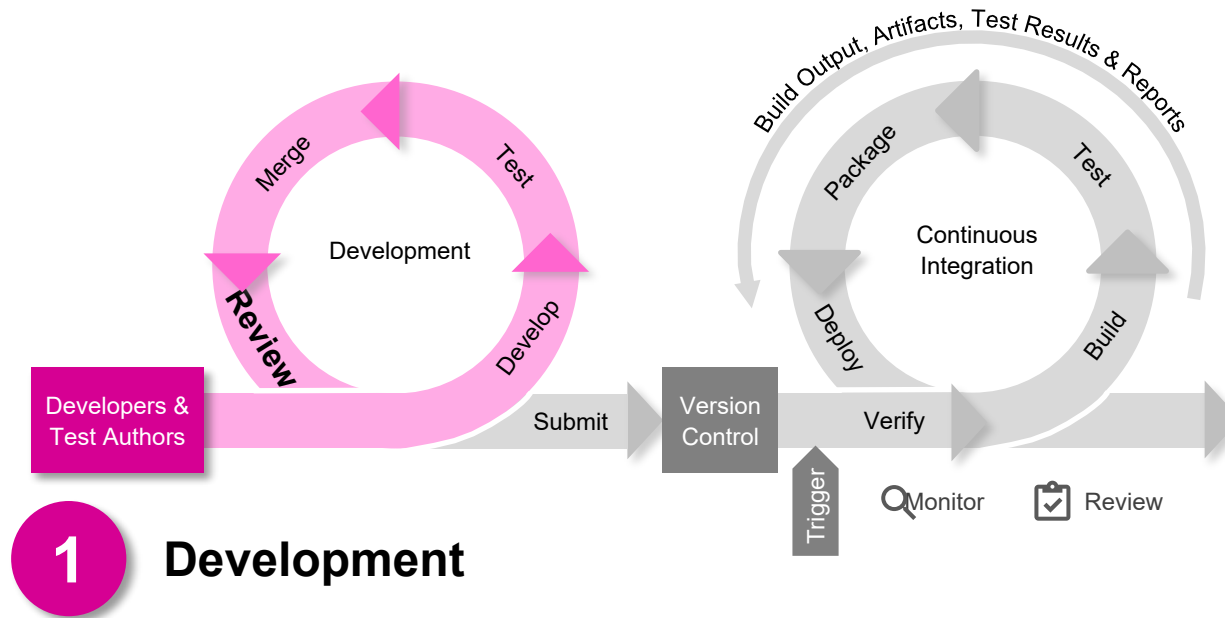 Build Output, Artifacts, Test Results & Reports
Merge
Test
Development
Review
Develop
Developers &
Test Authors
Submit
Package
Test
Continuous
Integration
Deploy
Build
Version
Control
Verify
Trigger
Monitor
Review
1
Development